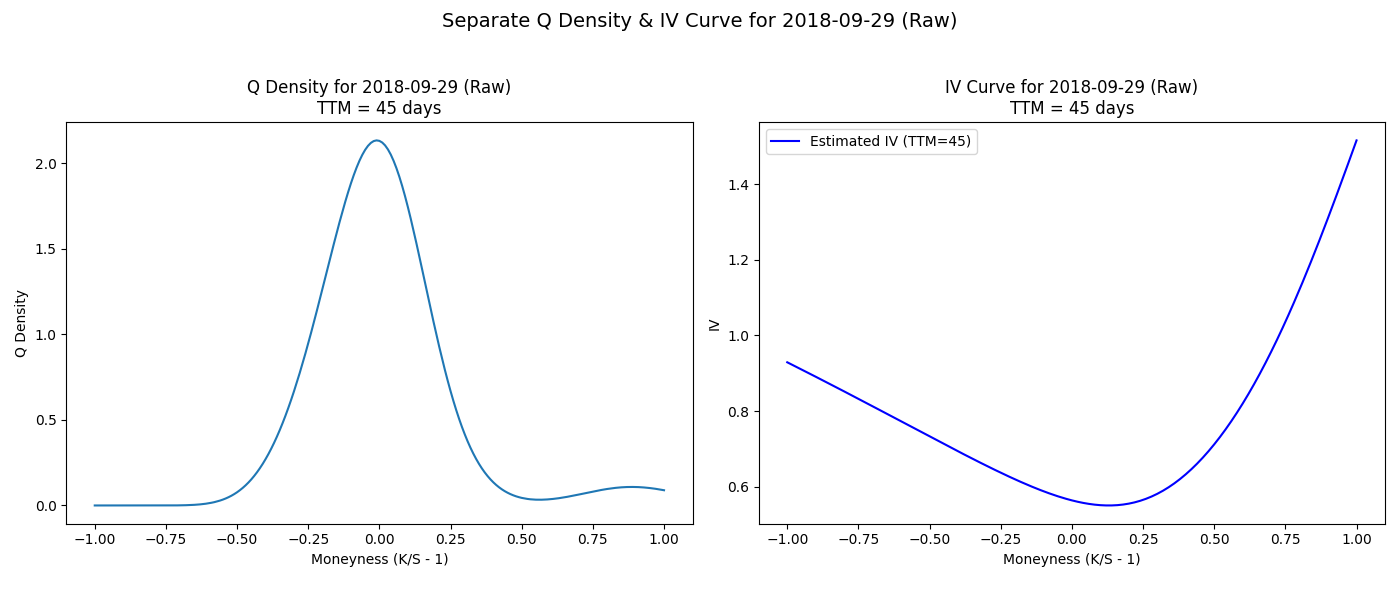 Separate Q Density & IV Curve for 2018-09-29 (Raw)
Q Density for 2018-09-29 (Raw)
TTM = 45 days
Q Density
2.0
1.5
1.0
0.5
0.0
−1.00 −0.75 −0.50 −0.25 0.00 0.25 0.50 0.75 1.00
Moneyness (K/S - 1)
IV Curve for 2018-09-29 (Raw)
TTM = 45 days
Estimated IV (TTM=45)
IV
1.4
1.2
1.0
0.8
0.6
−1.00 −0.75 −0.50 −0.25 0.00 0.25 0.50 0.75 1.00
Moneyness (K/S - 1)